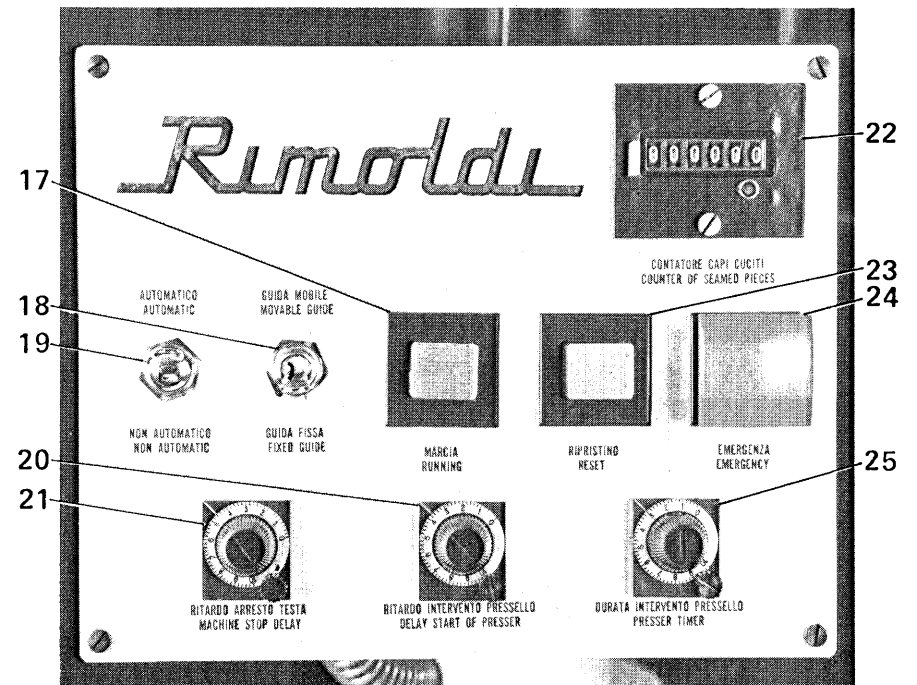 Rimoldi
22
000000
CONTATORE CAPI CUCITI
COUNTER OF SEAMED PIECES
17
23
24
18
19
AUTOMATICO
AUTOMATIC
GUIDA MOBILE
MOVABLE GUIDE
NON AUTOMATICO
NON AUTOMATIC
GUIDA FISSA
FIXED GUIDE
MARCIA
RUNNING
RIPRISTINO
RESET
EMERGENZA
EMERGENCY
20
21
25
RITARDO ARRESTO TESTA
MACHINE STOP DELAY
RITARDO INTERVENTO PRESSELLO
DELAY START OF PRESSER
DURATA INTERVENTO PRESSELLO
PRESSER TIMER